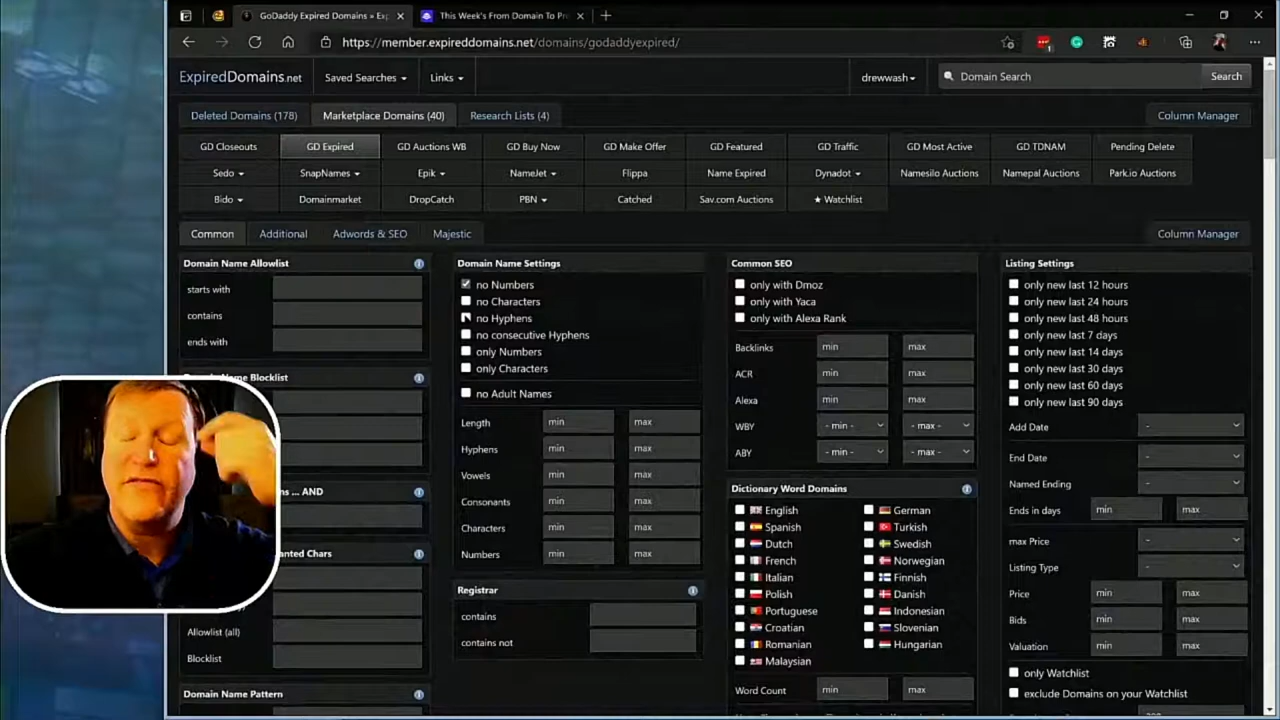 GoDaddy Expired Domains » Exp
This Week's From Domain To Pro
https://member.expireddomains.net/domains/godaddyexpired/
ExpiredDomains.net
Saved Searches
Links
drewwash
Domain Search
Search
Deleted Domains (178)
Marketplace Domains (40)
Research Lists (4)
Column Manager
GD Closeouts
GD Expired
GD Auctions WB
GD Buy Now
GD Make Offer
GD Featured
GD Traffic
GD Most Active
GD TDNAM
Pending Delete
Sedo
SnapNames
Epik
NameJet
Flippa
Name Expired
Dynadot
Namesilo Auctions
Namepal Auctions
Park.io Auctions
Bido
Domainmarket
DropCatch
PBN
Catched
Sav.com Auctions
★ Watchlist
Common
Additional
Adwords & SEO
Majestic
Column Manager
Domain Name Allowlist
starts with
contains
ends with
Name Blocklist
... AND
Chars
Allowlist (all)
Blocklist
Domain Name Pattern
Domain Name Settings
no Numbers
no Characters
no Hyphens
no consecutive Hyphens
only Numbers
only Characters
no Adult Names
Length min max
Hyphens min max
Vowels min max
Consonants min max
Characters min max
Numbers min max
Registrar
contains
contains not
Common SEO
only with Dmoz
only with Yaca
only with Alexa Rank
Backlinks min max
ACR min max
Alexa min max
WBY - min - - max -
ABY - min - - max -
Dictionary Word Domains
English German
Spanish Turkish
Dutch Swedish
French Norwegian
Italian Finnish
Polish Danish
Portuguese Indonesian
Croatian Slovenian
Romanian Hungarian
Malaysian
Word Count min max
Listing Settings
only new last 12 hours
only new last 24 hours
only new last 48 hours
only new last 7 days
only new last 14 days
only new last 30 days
only new last 60 days
only new last 90 days
Add Date -
End Date -
Named Ending -
Ends in days min max
max Price -
Listing Type -
Price min max
Bids min max
Valuation min max
only Watchlist
exclude Domains on your Watchlist